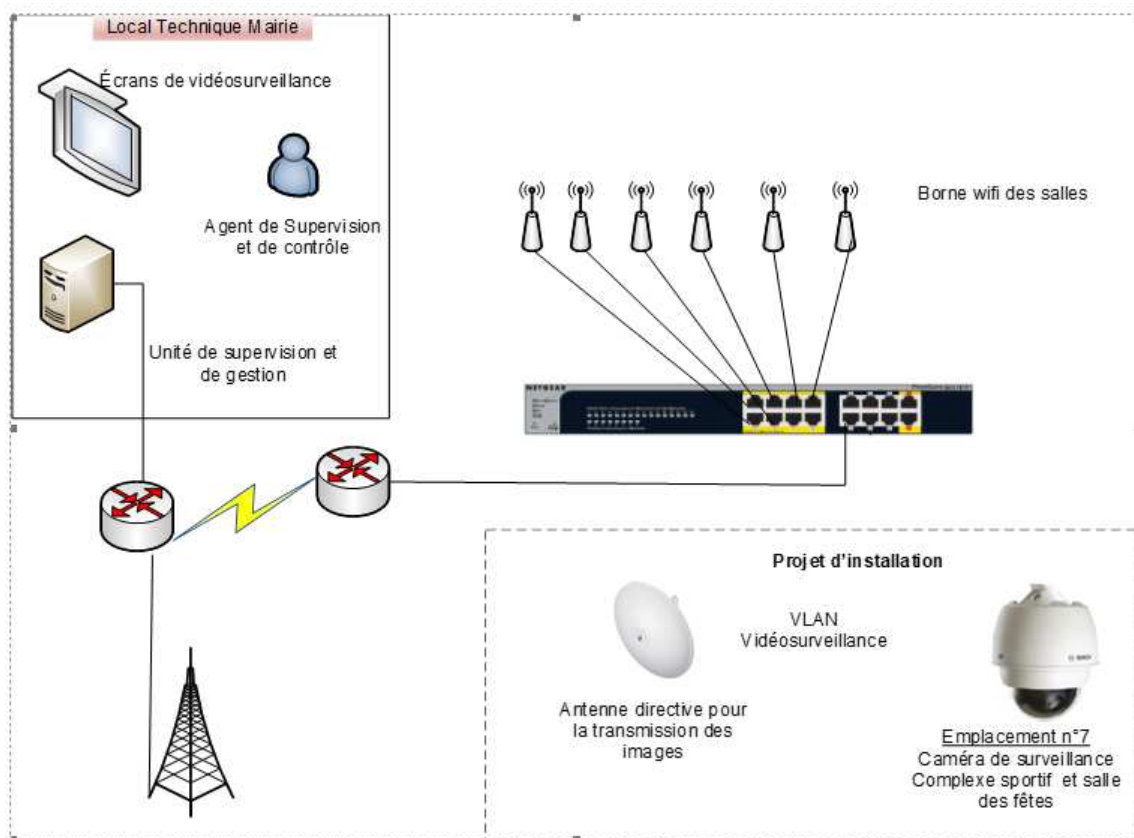 Local Technique Mairie
Écrans de vidéosurveillance
Agent de Supervision
et de contrôle
Unité de supervision et
de gestion
Borne wifi des salles
NETGEAR
Projet d'installation
VLAN
Vidéosurveillance
Antenne directive pour
la transmission des
images
BOSCH
Emplacement n°7
Caméra de surveillance
Complexe sportif et salle
des fêtes